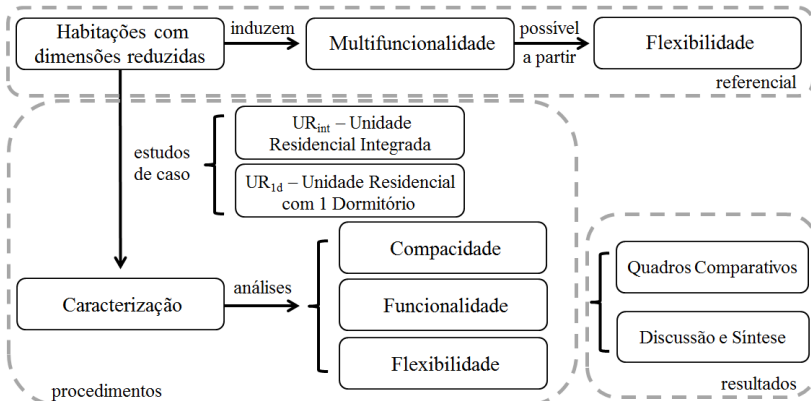 Habitações com
dimensões reduzidas
induzem
Multifuncionalidade
possível
a partir
Flexibilidade
referencial
estudos
de caso
URint – Unidade
Residencial Integrada
UR1d – Unidade Residencial
com 1 Dormitório
Caracterização
análises
Compacidade
Funcionalidade
Flexibilidade
procedimentos
Quadros Comparativos
Discussão e Síntese
resultados